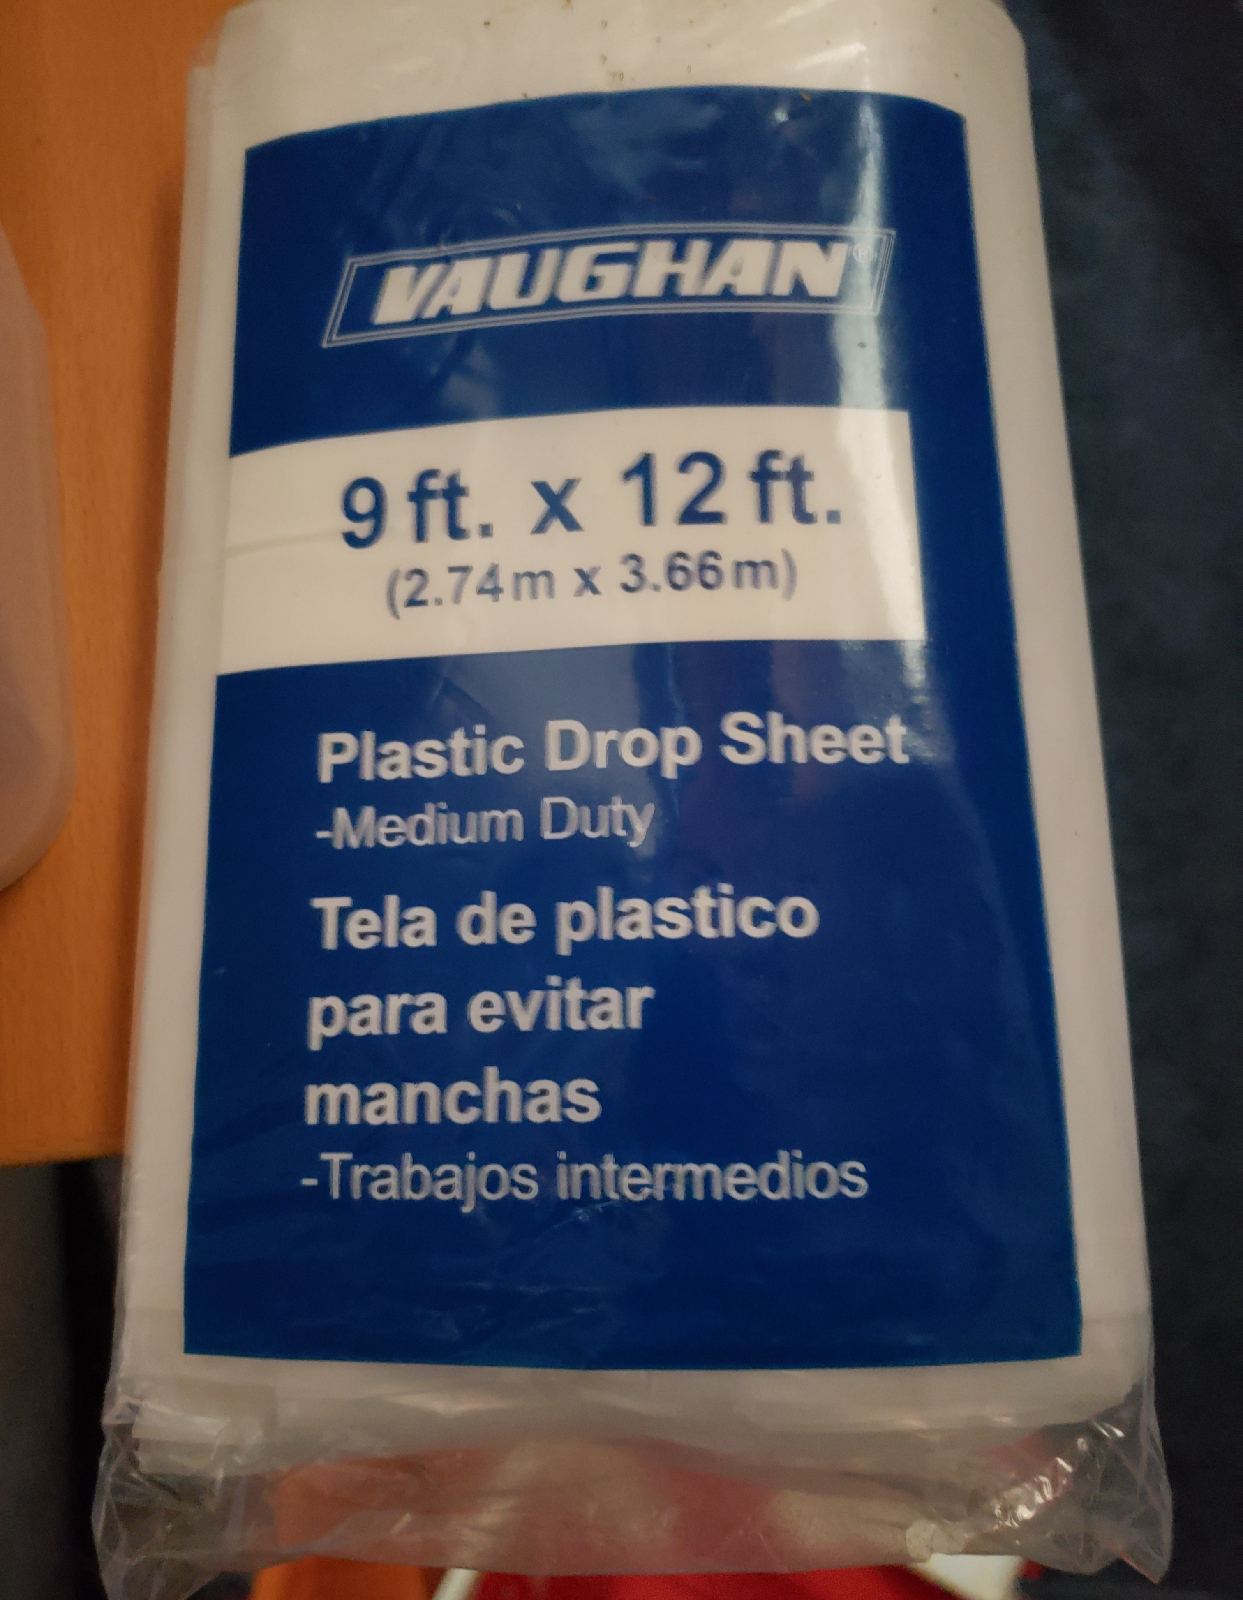 VAUGHAN®
9 ft. x 12 ft.
(2.74m x 3.66m)
Plastic Drop Sheet
-Medium Duty
Tela de plastico
para evitar
manchas
-Trabajos intermedios